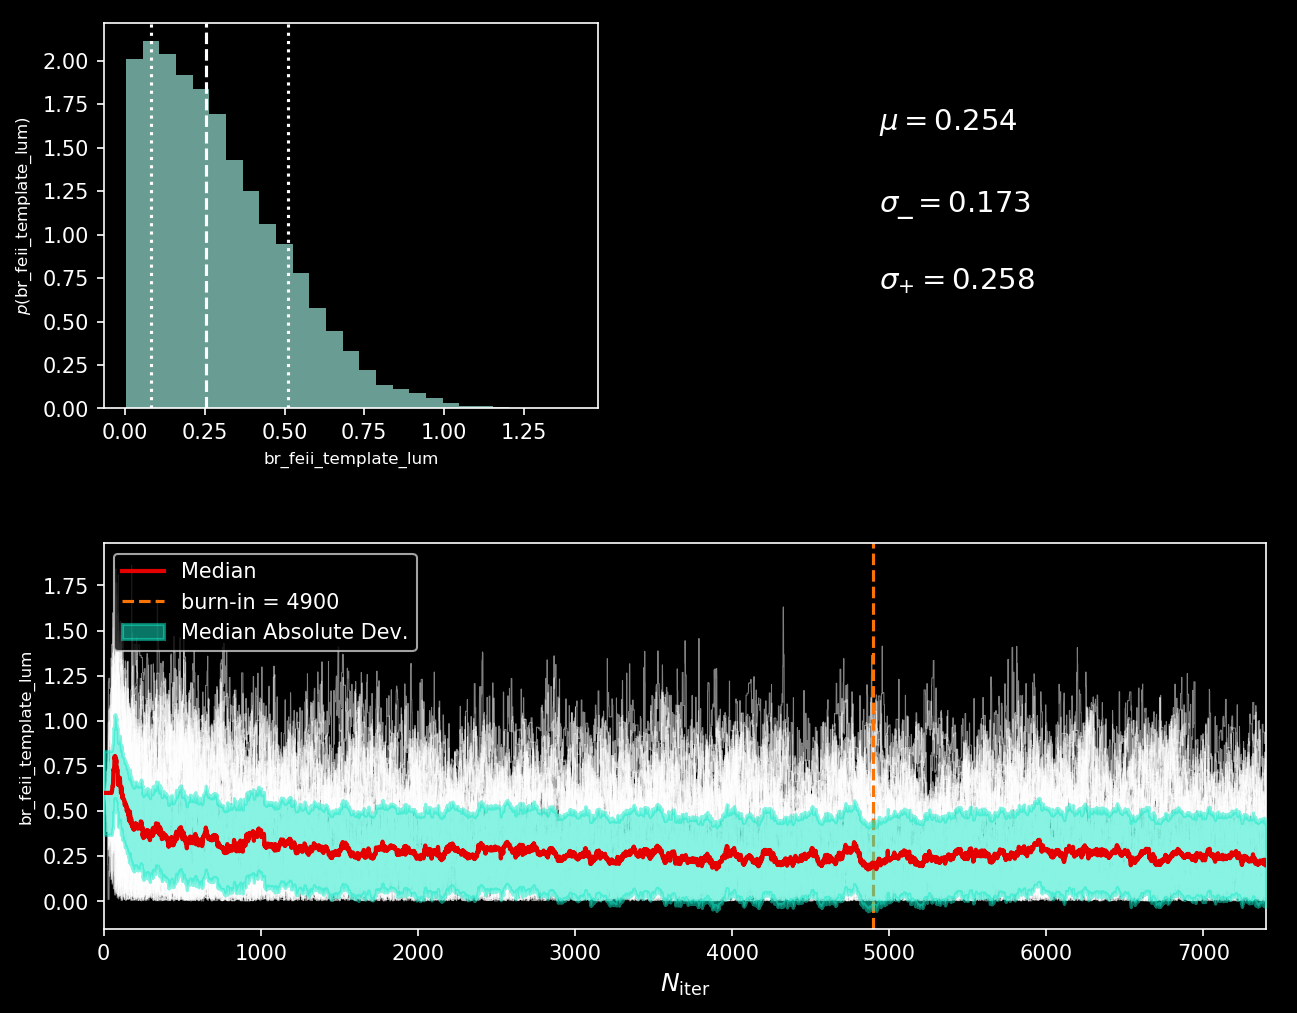 2.00
1.75
1.50
1.25
1.00
0.75
0.50
0.25
0.00
p(br_feii_template_lum)
0.00 0.25 0.50 0.75 1.00 1.25
br_feii_template_lum
μ = 0.254
σ_ = 0.173
σ+ = 0.258
Median
burn-in = 4900
Median Absolute Dev.
1.75
1.50
1.25
1.00
0.75
0.50
0.25
0.00
br_feii_template_lum
0 1000 2000 3000 4000 5000 6000 7000
Niter